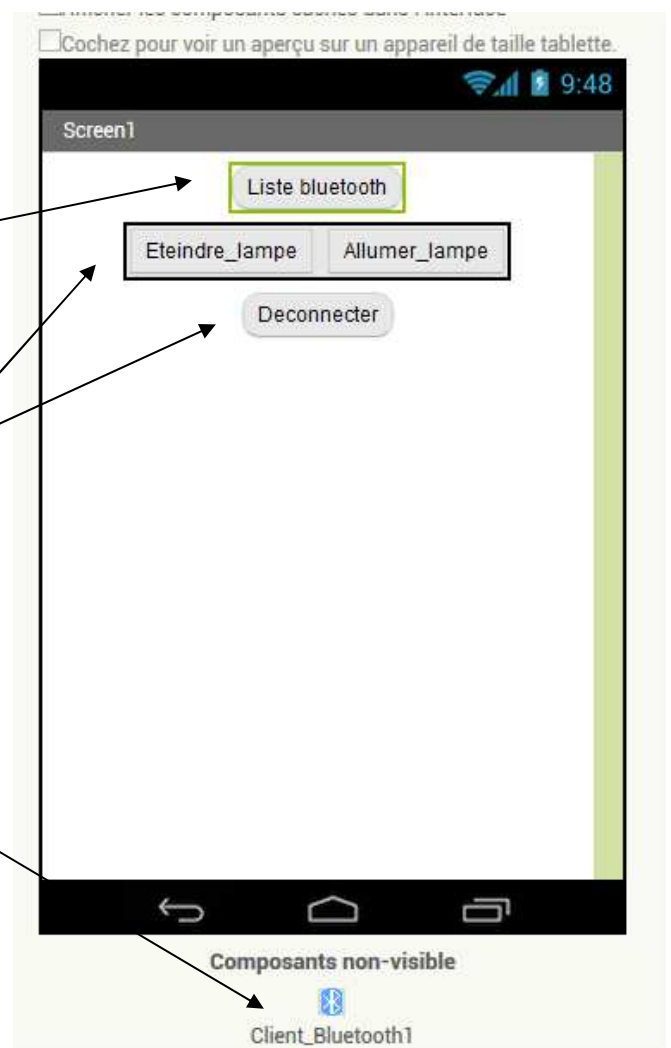 Cochez pour voir un aperçu sur un appareil de taille tablette.
9:48
Screen1
Liste bluetooth
Eteindre_lampe Allumer_lampe
Deconnecter
Composants non-visible
Client_Bluetooth1